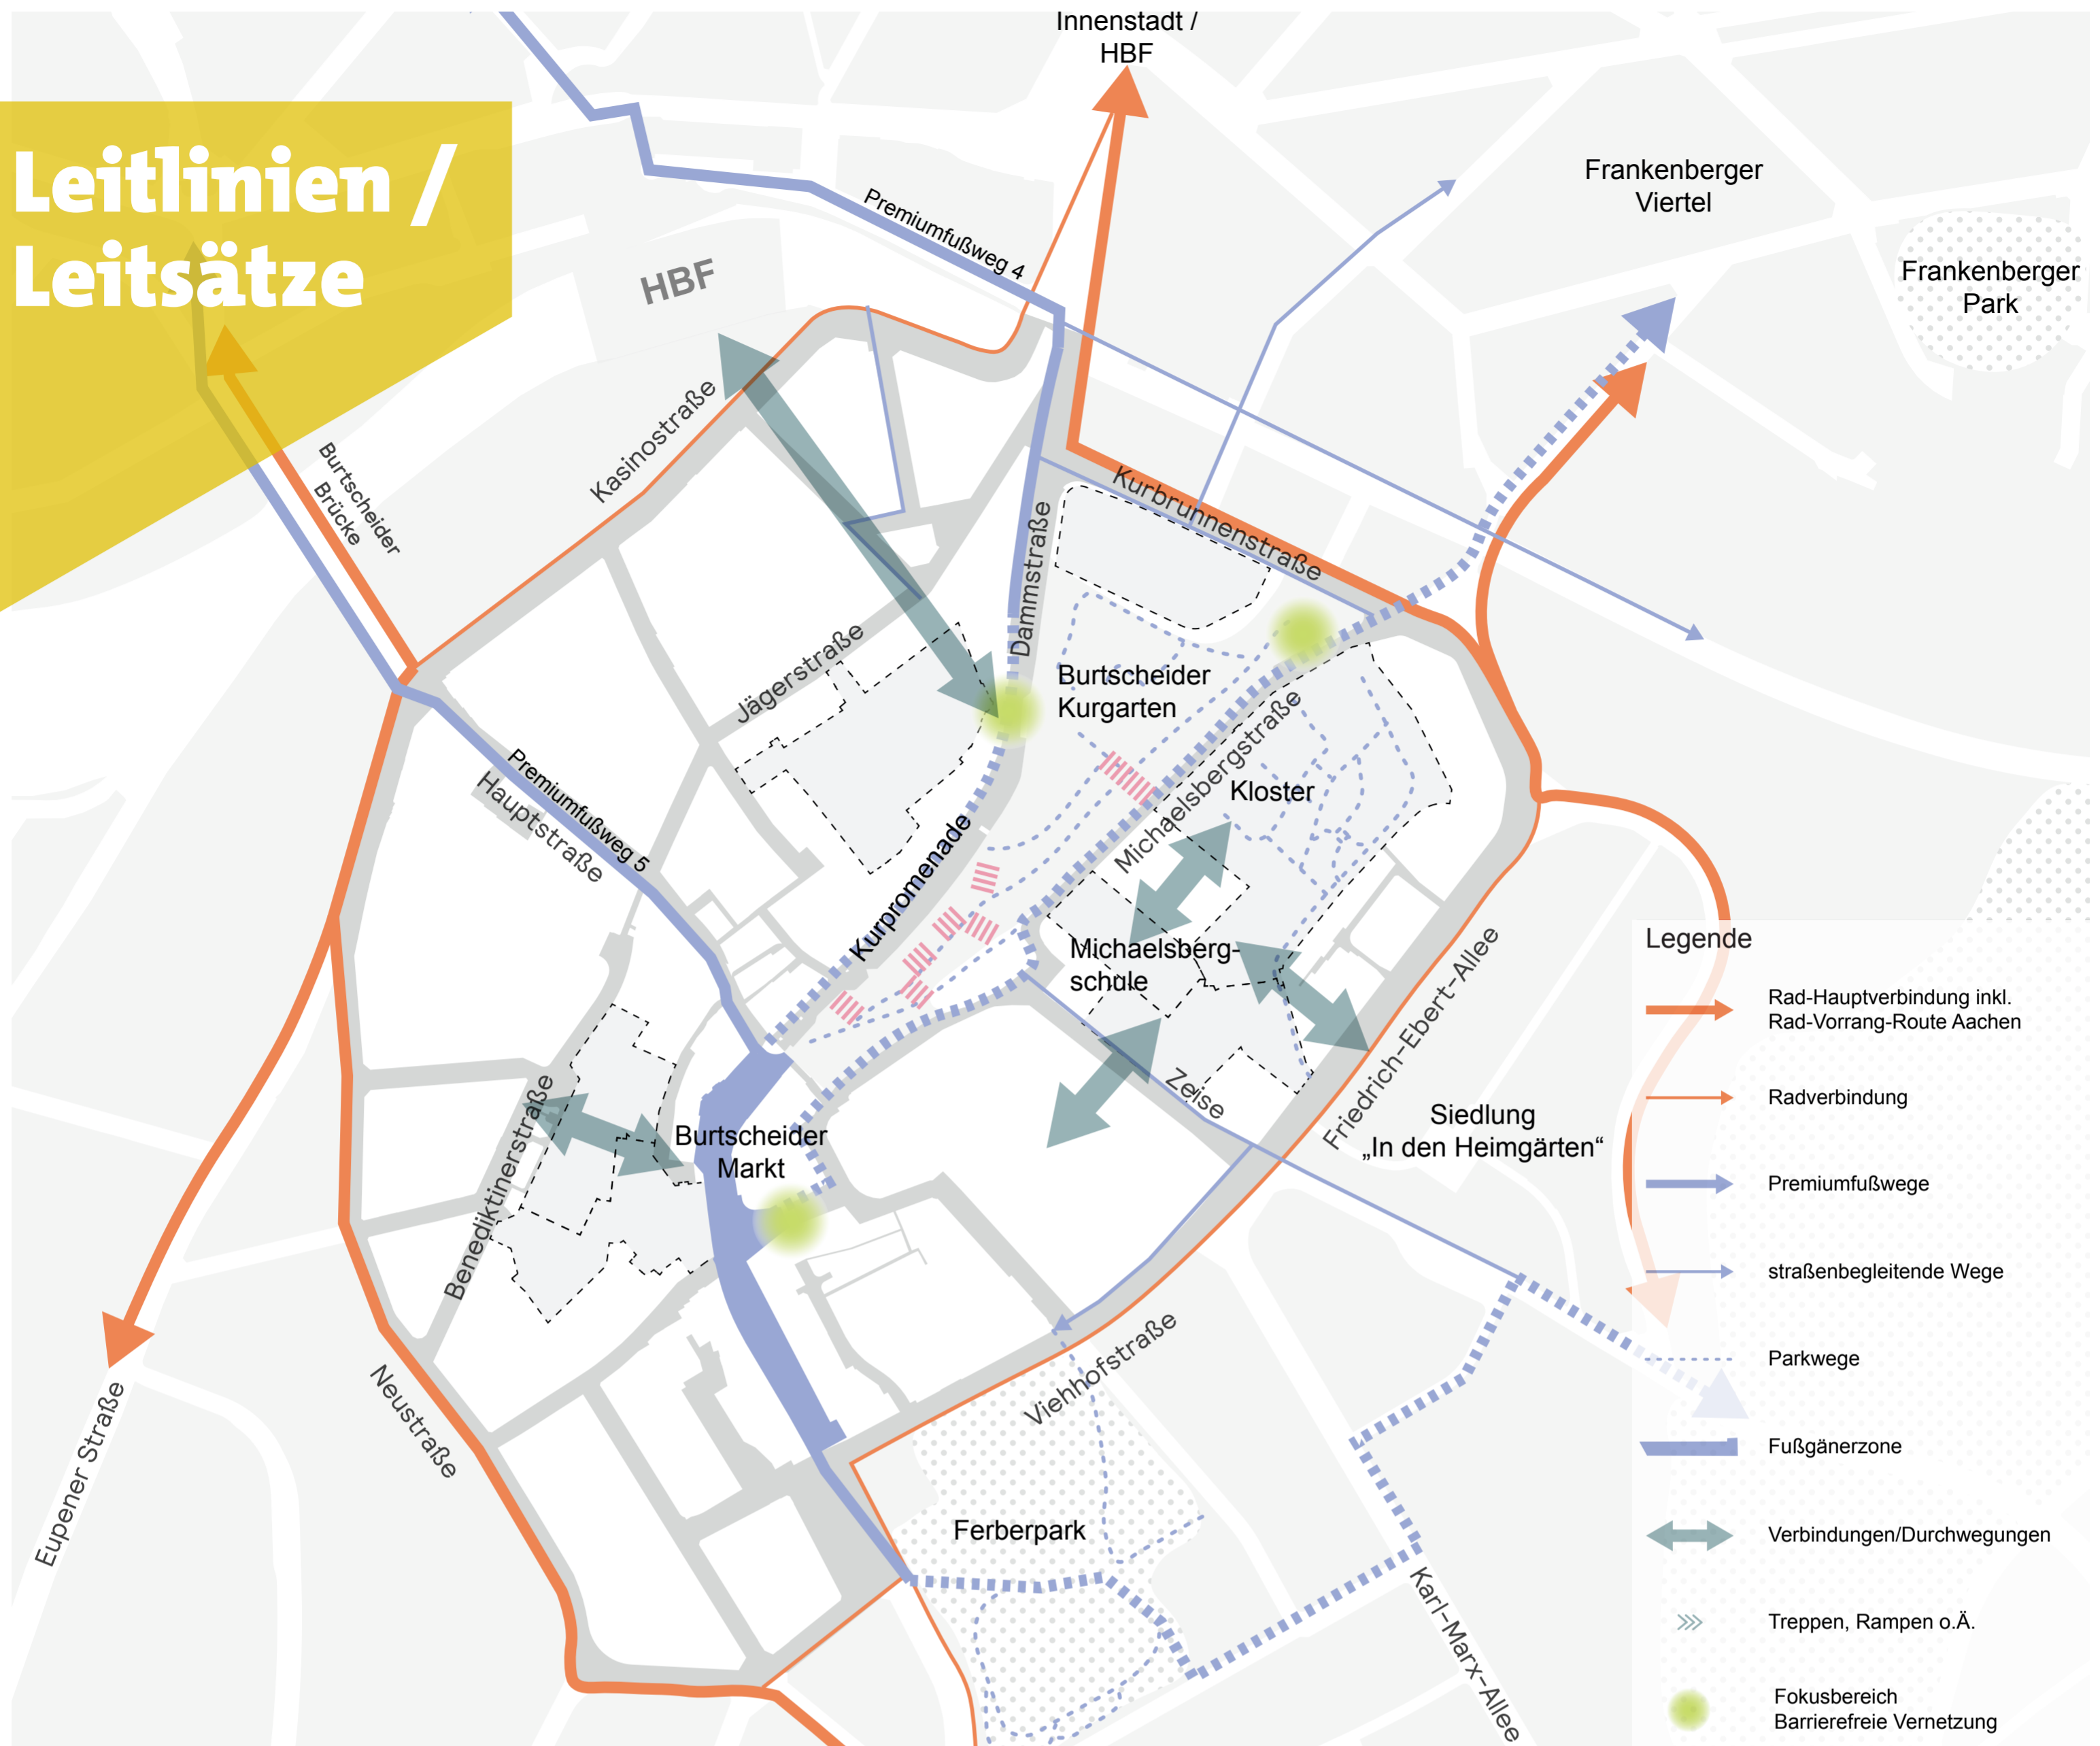 Innenstadt /
HBF
Leitlinien /
Leitsätze
Frankenberger
Viertel
Premiumfußweg 4
Frankenberger
Park
HBF
Kasinostraße
Burtscheider
Brücke
Kurbrunnenstraße
Dammstraße
Jägerstraße
Burtscheider
Kurgarten
Michaelsbergstraße
Kloster
Premiumfußweg 5
Hauptstraße
Kurpromenade
Michaelsberg-
schule
Friedrich-Ebert-Allee
Zeise
Siedlung
„In den Heimgärten“
Burtscheider
Markt
Benediktinerstraße
Viehhofstraße
Neustraße
Eupener Straße
Ferberpark
Karl-Marx-Allee
Legende
Rad-Hauptverbindung inkl.
Rad-Vorrang-Route Aachen
Radverbindung
Premiumfußwege
straßenbegleitende Wege
Parkwege
Fußgänerzone
Verbindungen/Durchwegungen
Treppen, Rampen o.Ä.
Fokusbereich
Barrierefreie Vernetzung